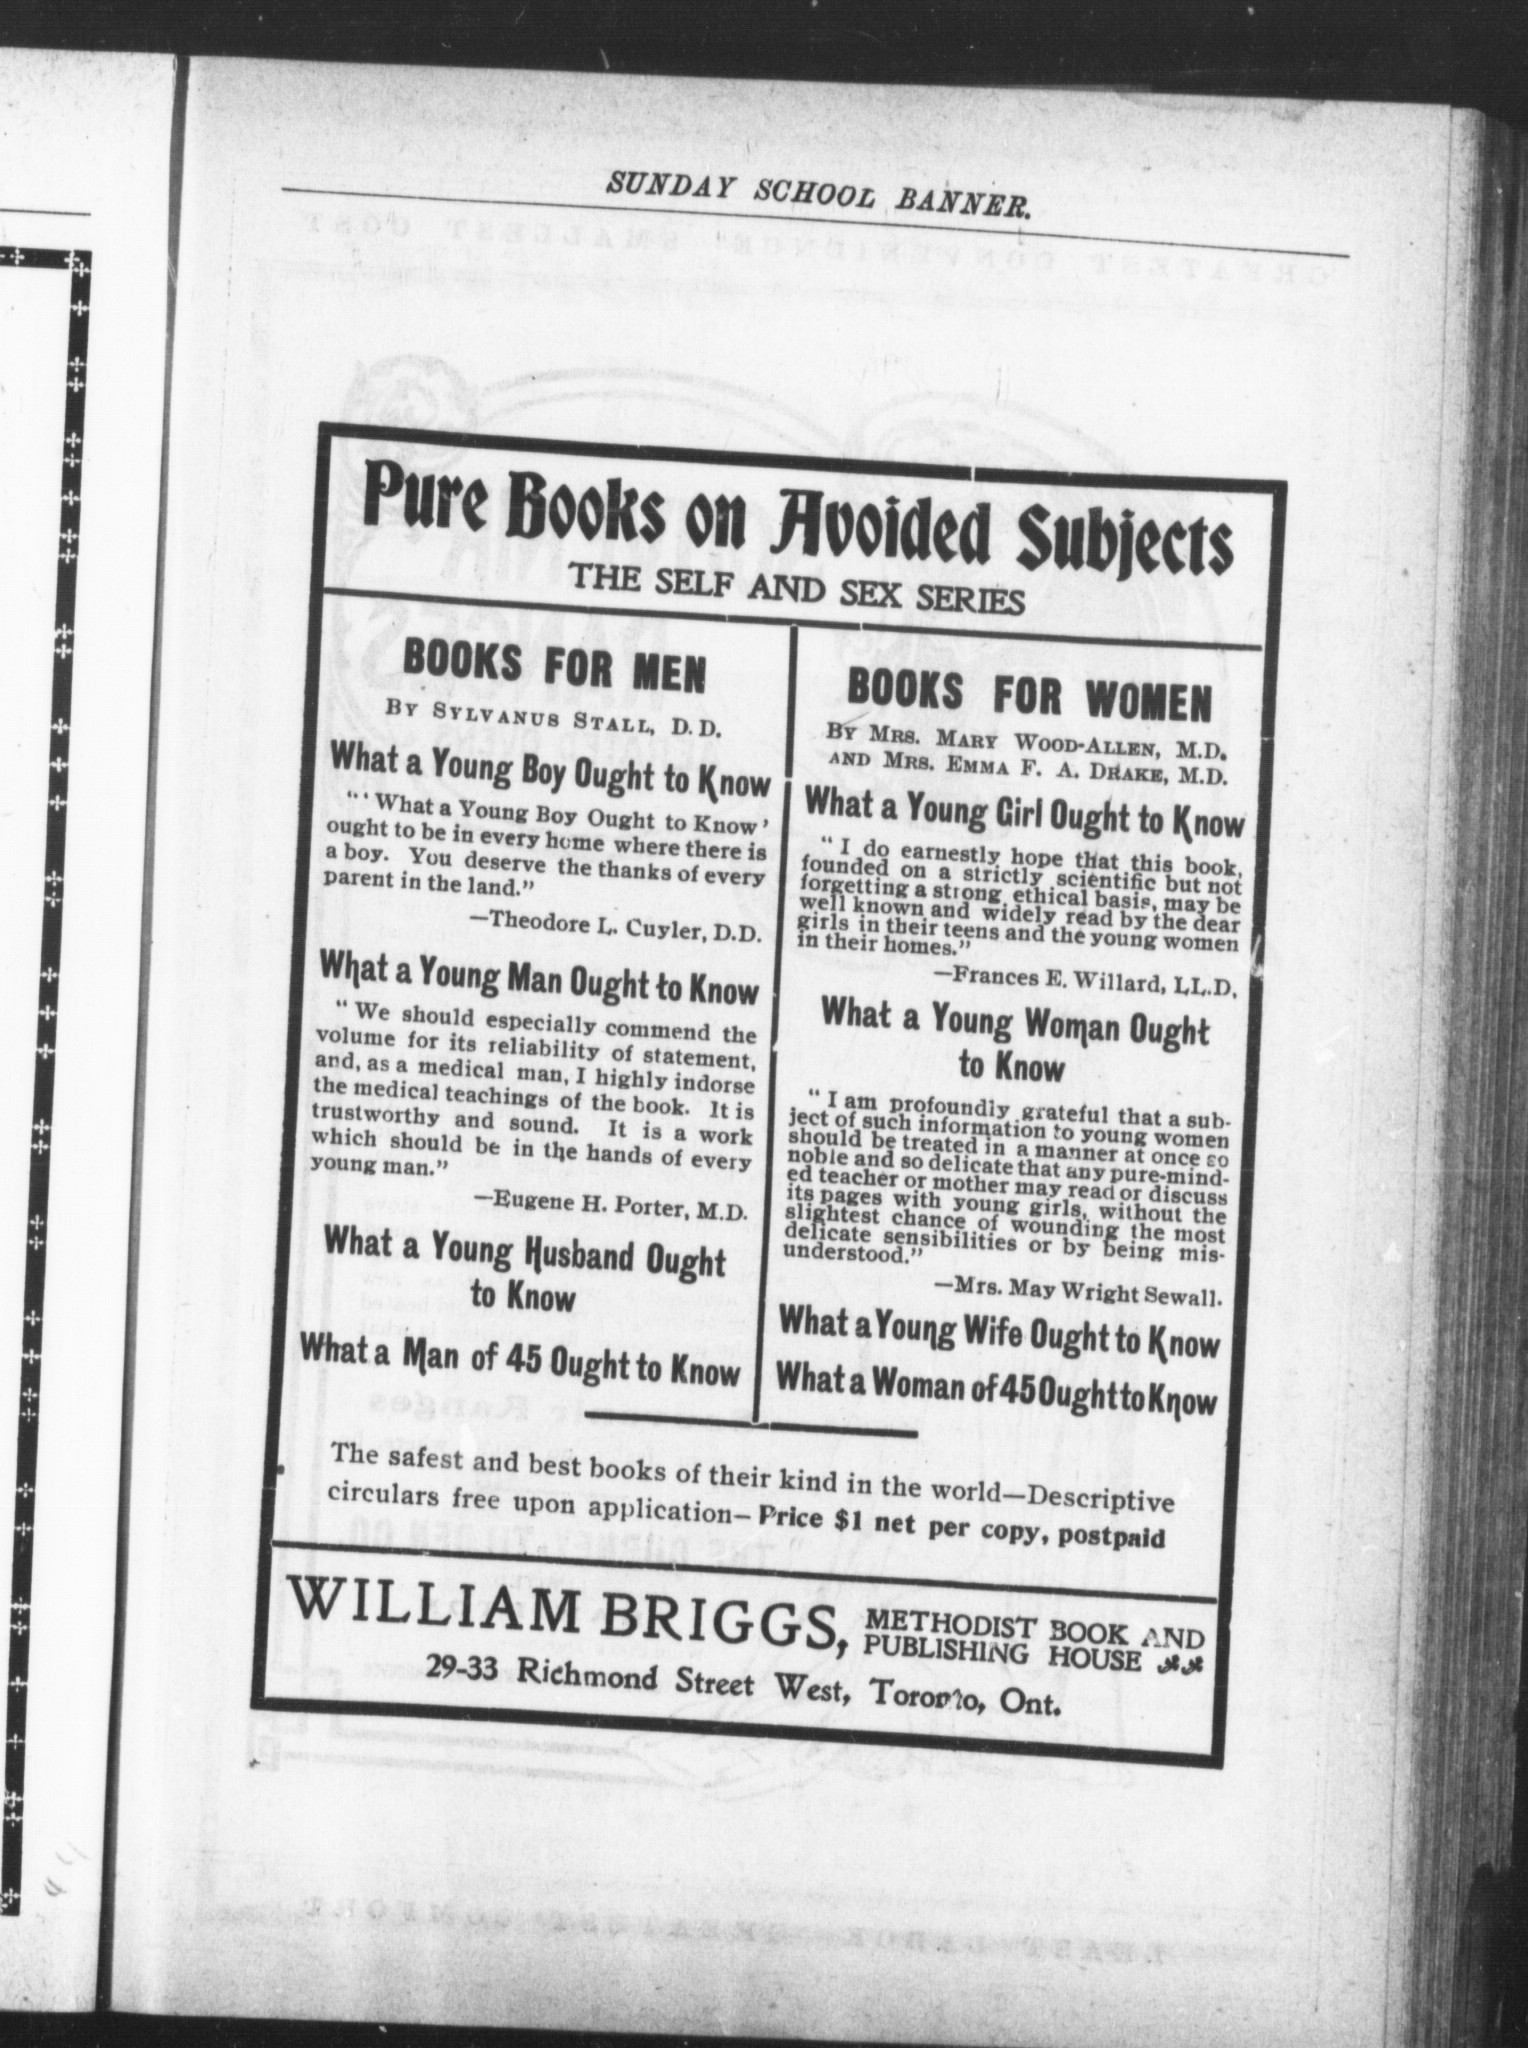 SUNDAY SCHOOL BANNER.
Pure Books on Avoided Subjects
THE SELF AND SEX SERIES
BOOKS FOR MEN
BY SYLVANUS STALL, D.D.
What a Young Boy Ought to Know
"'What a Young Boy Ought to Know'
ought to be in every home where there is
a boy. You deserve the thanks of every
parent in the land."
—Theodore L. Cuyler, D.D.
What a Young Man Ought to Know
"We should especially commend the
volume for its reliability of statement,
and, as a medical man, I highly indorse
the medical teachings of the book. It is
trustworthy and sound. It is a work
which should be in the hands of every
young man."
—Eugene H. Porter, M.D.
What a Young Husband Ought
to Know
What a Man of 45 Ought to Know
BOOKS FOR WOMEN
BY MRS. MARY WOOD-ALLEN, M.D.
AND MRS. EMMA F. A. DRAKE, M.D.
What a Young Girl Ought to Know
"I do earnestly hope that this book,
founded on a strictly scientific but not
forgetting a strong ethical basis, may be
well known and widely read by the dear
girls in their teens and the young women
in their homes."
—Frances E. Willard, LL.D.
What a Young Woman Ought
to Know
"I am profoundly grateful that a sub-
ject of such information to young women
should be treated in a manner at once so
noble and so delicate that any pure-mind-
ed teacher or mother may read or discuss
its pages with young girls, without the
slightest chance of wounding the most
delicate sensibilities or by being mis-
understood."
—Mrs. May Wright Sewall.
What a Young Wife Ought to Know
What a Woman of 45 Ought to Know
The safest and best books of their kind in the world—Descriptive
circulars free upon application—Price $1 net per copy, postpaid
WILLIAM BRIGGS, METHODIST BOOK AND
PUBLISHING HOUSE
29-33 Richmond Street West, Toronto, Ont.